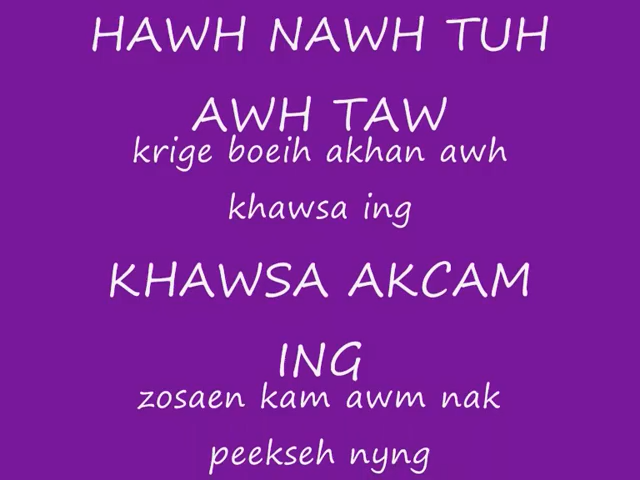 HAWH NAWH TUH
AWH TAW
krige boeih akhan awh
khawsa ing
KHAWSA AKCAM
ING
zosaen kam awm nak
peekseh nyng